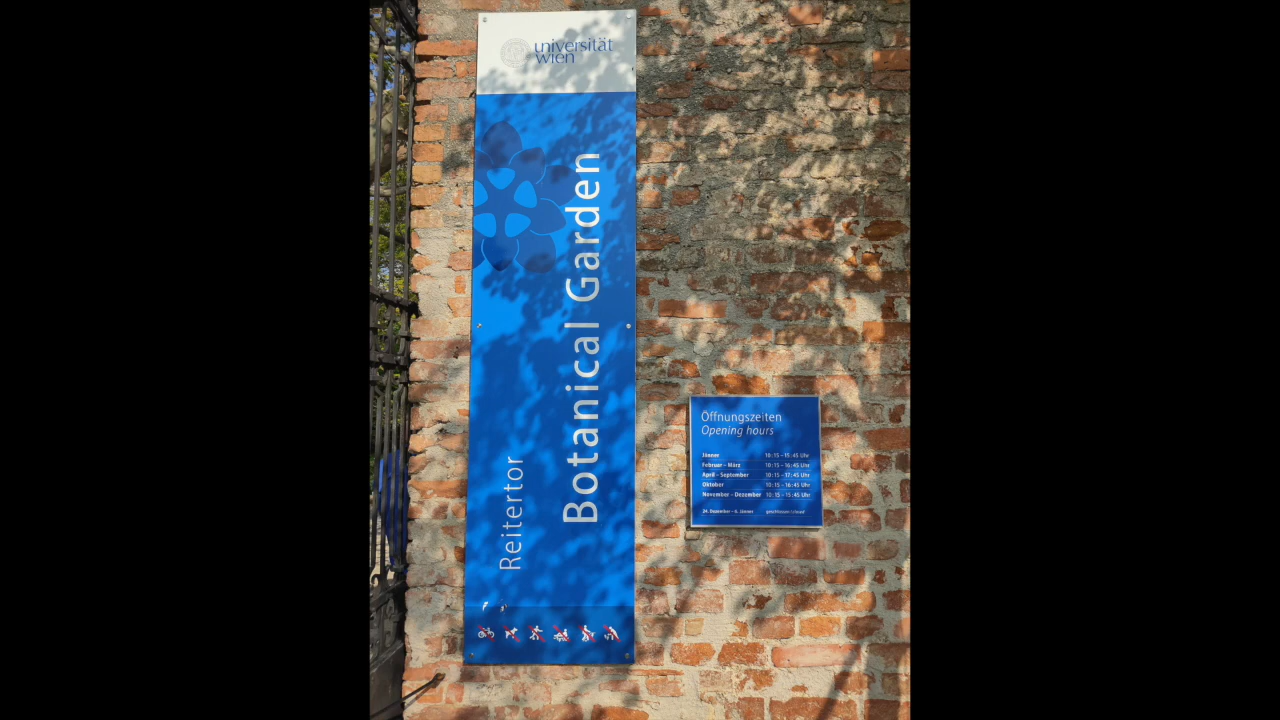 universität
wien
Botanical Garden
Reitertor
Öffnungszeiten
Opening hours
Jänner 10:15 – 15:45 Uhr
Februar – März 10:15 – 16:45 Uhr
April – September 10:15 – 17:45 Uhr
Oktober 10:15 – 16:45 Uhr
November – Dezember 10:15 – 15:45 Uhr
24. Dezember – 6. Jänner geschlossen